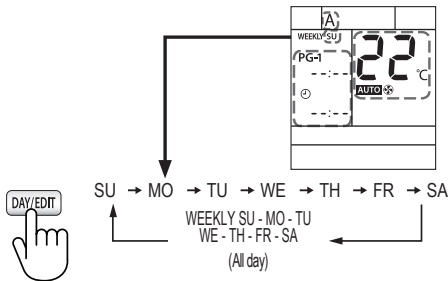 A
WEEKLY SU
PG-1
--:--
--:--
22 °C
AUTO
SU → MO → TU → WE → TH → FR → SA
DAY/EDIT
WEEKLY SU - MO - TU
WE - TH - FR - SA
(All day)